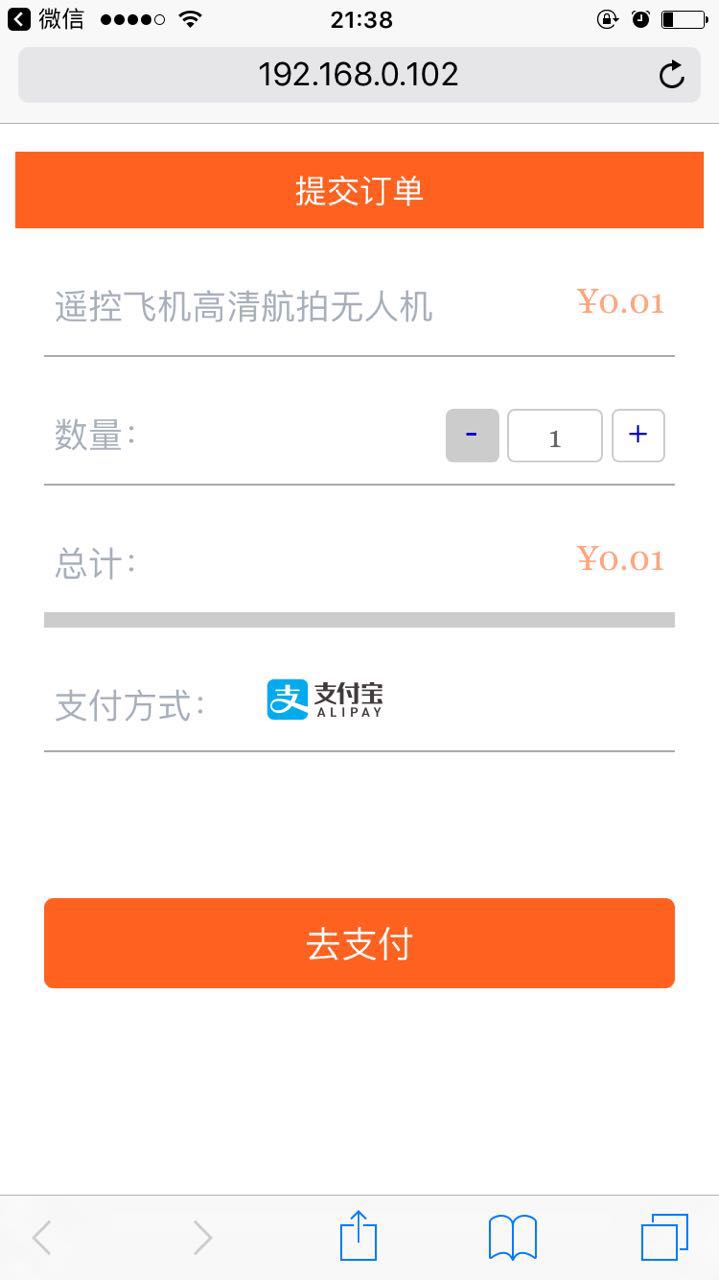 微信 21:38
192.168.0.102
提交订单
遥控飞机高清航拍无人机 ¥0.01
数量： - 1 +
总计： ¥0.01
支付方式： 支 支付宝
ALIPAY
去支付